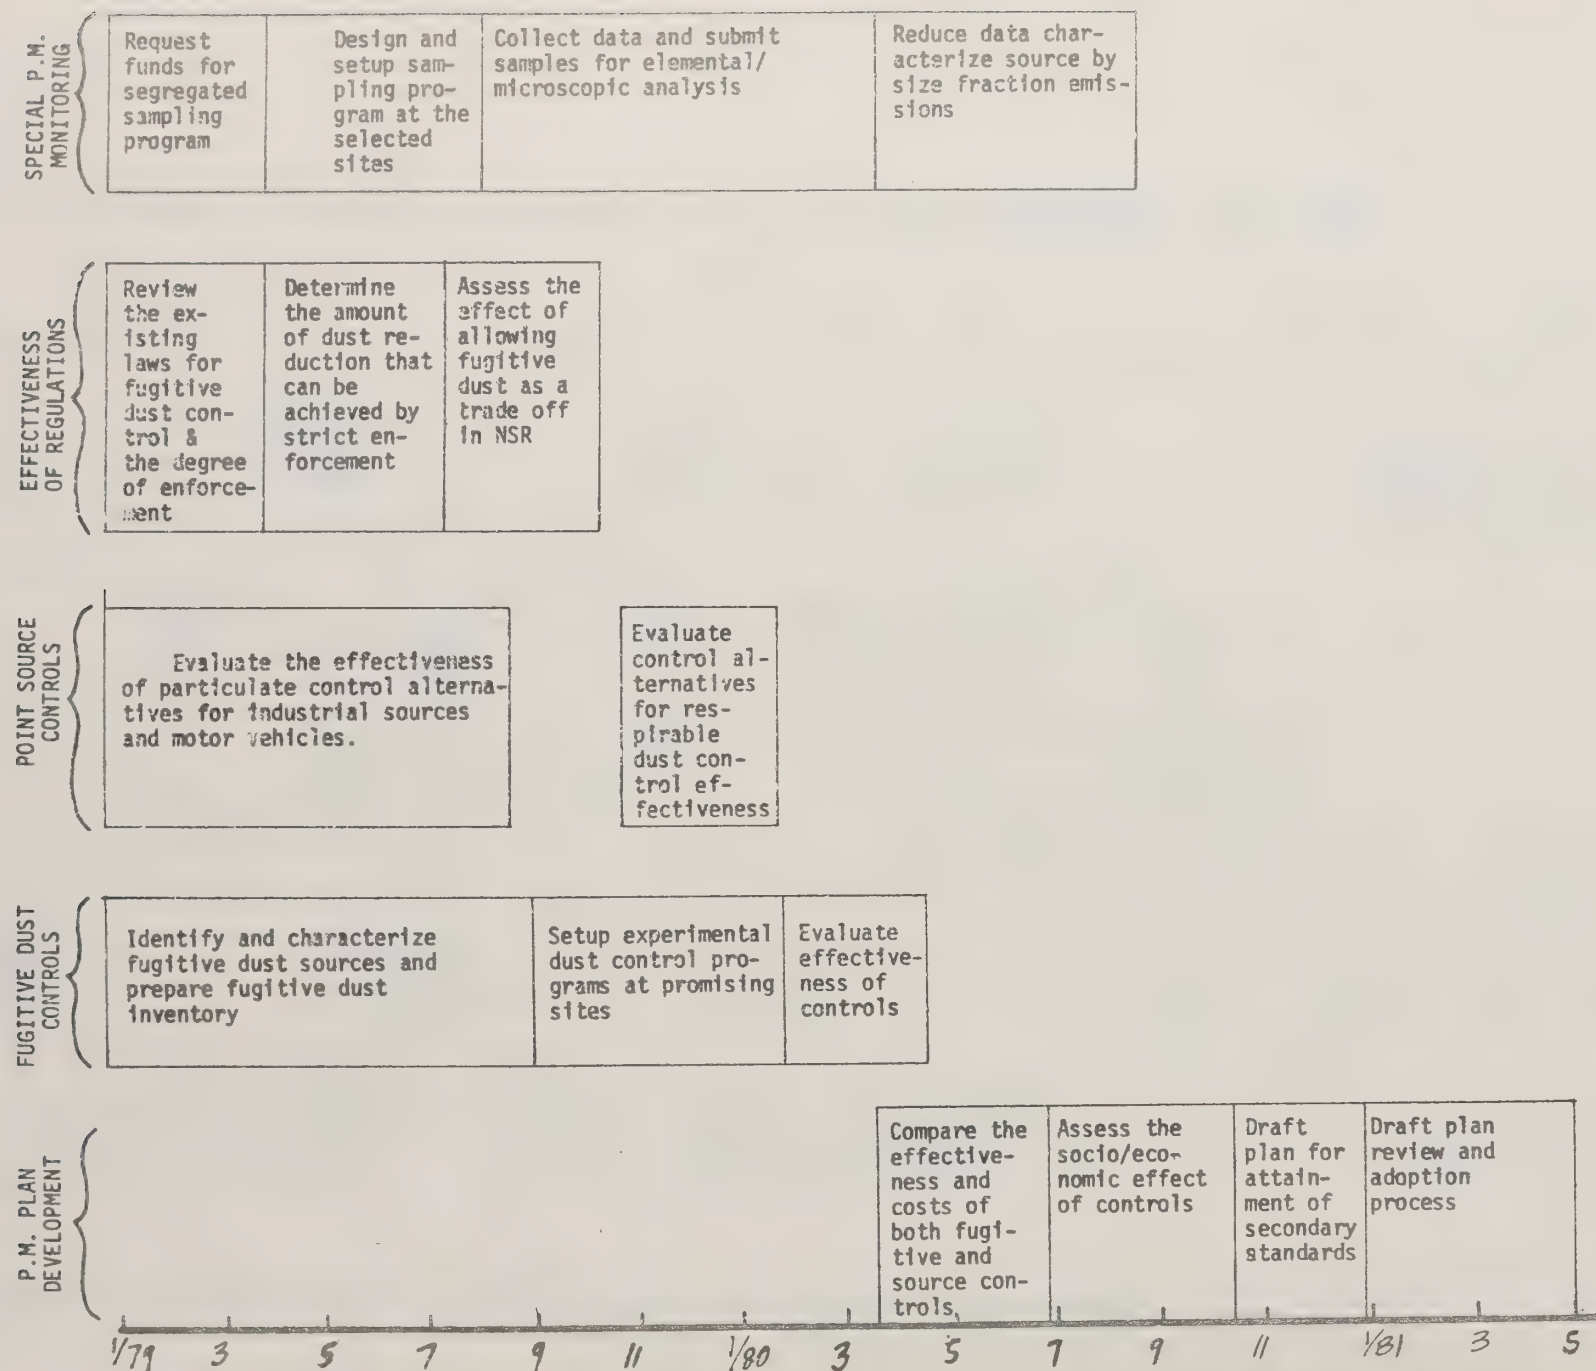 SPECIAL P.M.
MONITORING
Request
funds for
segregated
sampling
program
Design and
setup sam-
pling pro-
gram at the
selected
sites
Collect data and submit
samples for elemental/
microscopic analysis
Reduce data char-
acterize source by
size fraction emis-
sions
EFFECTIVENESS
OF REGULATIONS
Review
the ex-
isting
laws for
fugitive
dust con-
trol &
the degree
of enforce-
ment
Determine
the amount
of dust re-
duction that
can be
achieved by
strict en-
forcement
Assess the
effect of
allowing
fugitive
dust as a
trade off
in NSR
POINT SOURCE
CONTROLS
Evaluate the effectiveness
of particulate control alterna-
tives for industrial sources
and motor vehicles.
Evaluate
control al-
ternatives
for res-
pirable
dust con-
trol ef-
fectiveness
FUGITIVE DUST
CONTROLS
Identify and characterize
fugitive dust sources and
prepare fugitive dust
inventory
Setup experimental
dust control pro-
grams at promising
sites
Evaluate
effective-
ness of
controls
P.M. PLAN
DEVELOPMENT
Compare the
effective-
ness and
costs of
both fugi-
tive and
source con-
trols.
Assess the
socio/eco-
nomic effect
of controls
Draft
plan for
attain-
ment of
secondary
standards
Draft plan
review and
adoption
process
1/79 3 5 7 9 11 1/80 3 5 7 9 11 1/81 3 5